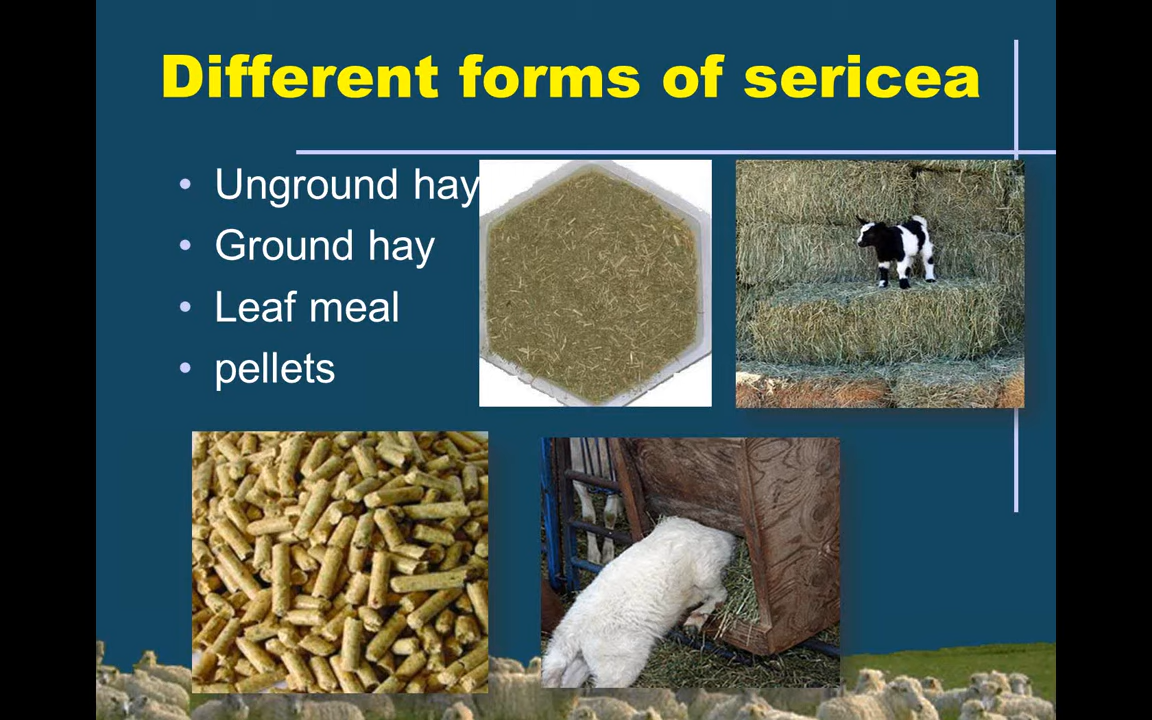 Different forms of sericea
• Unground hay
• Ground hay
• Leaf meal
• pellets